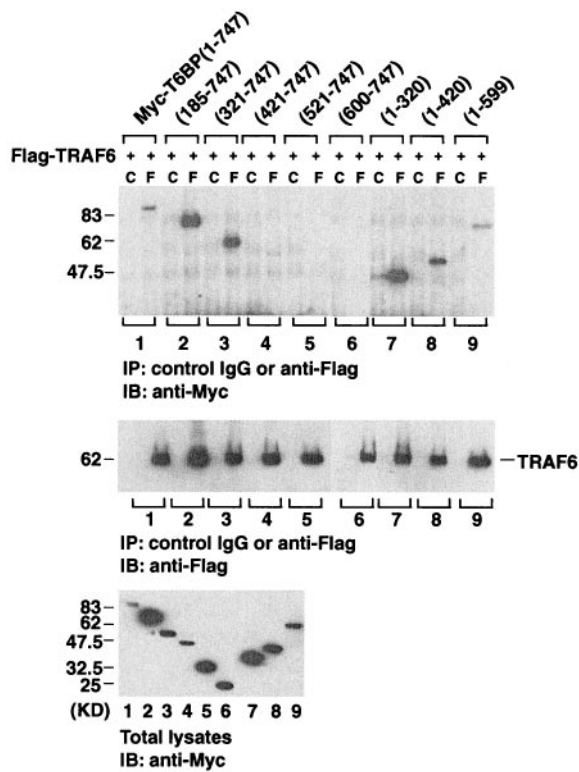 Myc-T6BP(1-747) (185-747) (321-747) (421-747) (521-747) (600-747) (1-320) (1-420) (1-599)
Flag-TRAF6 + + + + + + + + + + + + + + + + + +
C F C F C F C F C F C F C F C F C F
83
62
47.5
1 2 3 4 5 6 7 8 9
IP: control IgG or anti-Flag
IB: anti-Myc
62 TRAF6
1 2 3 4 5 6 7 8 9
IP: control IgG or anti-Flag
IB: anti-Flag
83
62
47.5
32.5
25
(KD) 1 2 3 4 5 6 7 8 9
Total lysates
IB: anti-Myc